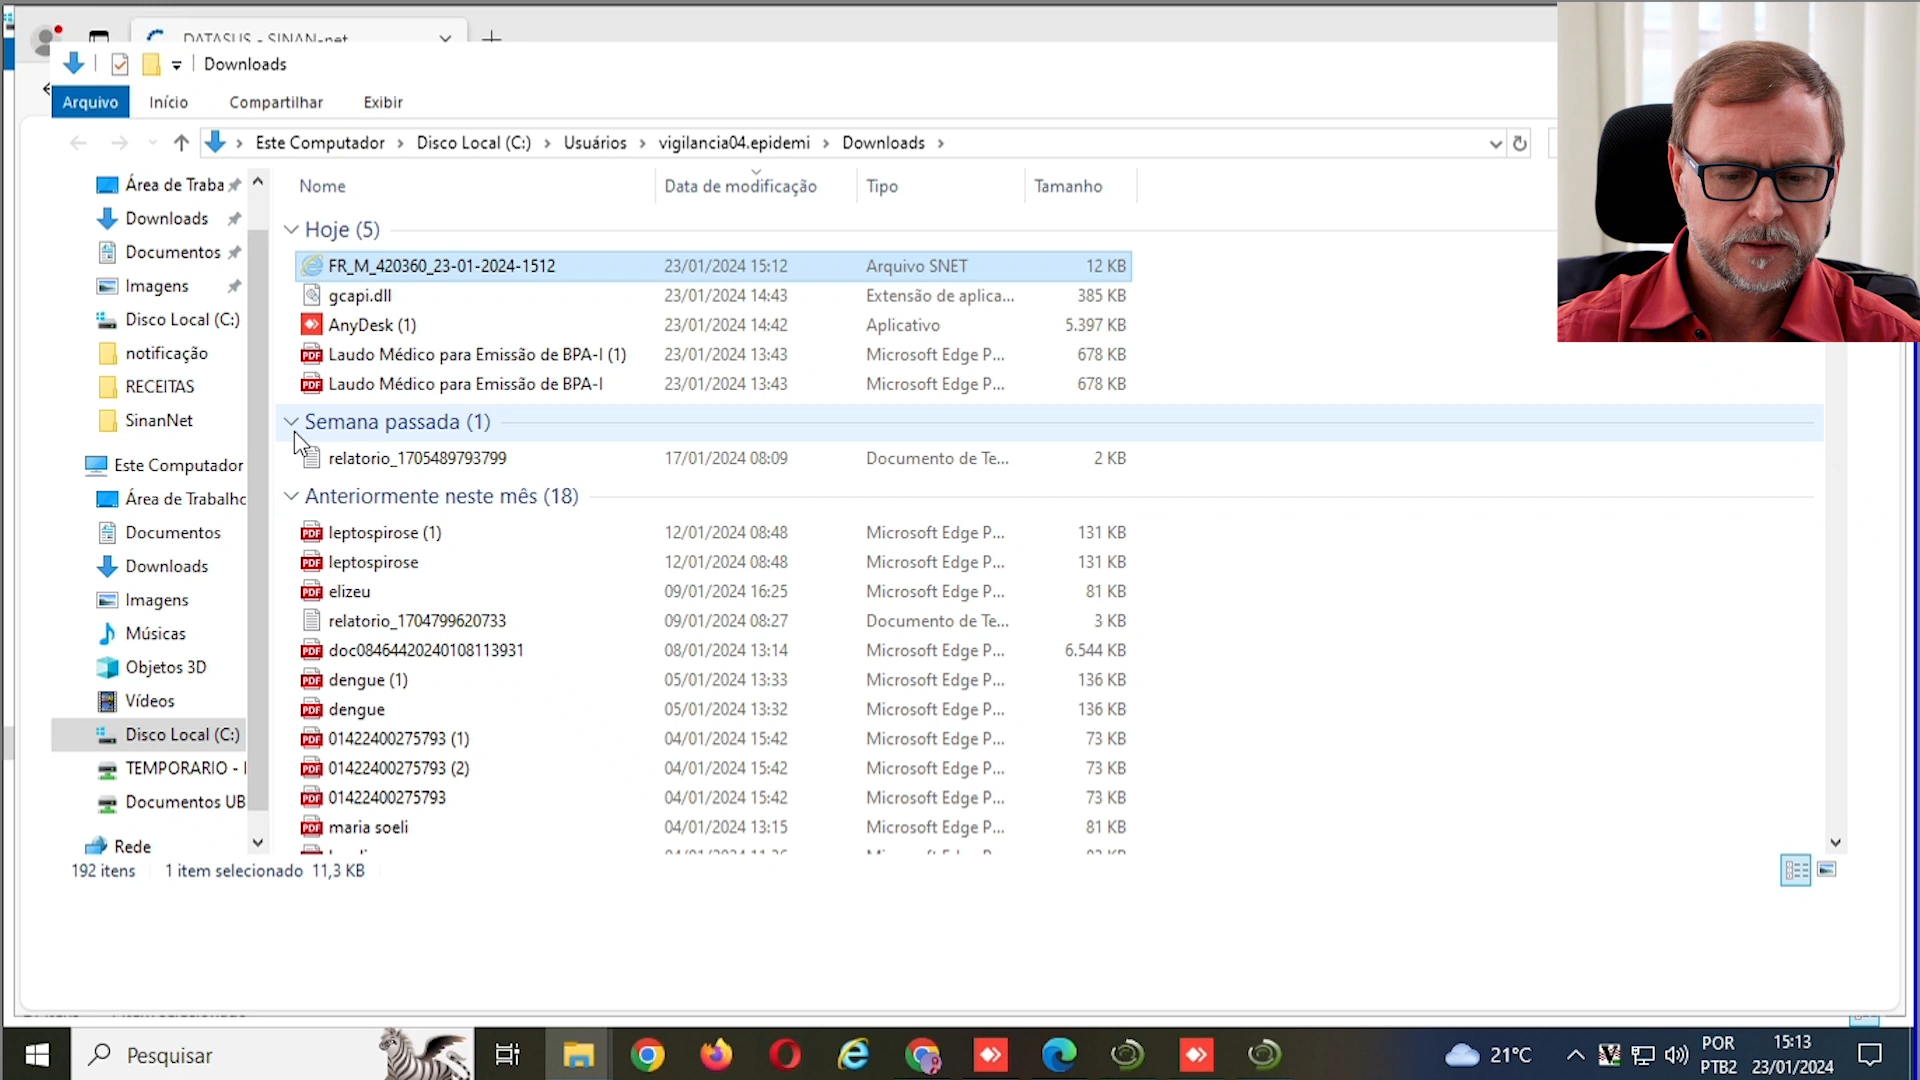 DATASUS - SINAN-net
Downloads
Arquivo Início Compartilhar Exibir
Este Computador Disco Local (C:) Usuários vigilancia04.epidemi Downloads
Área de Traba
Downloads
Documentos
Imagens
Disco Local (C:)
notificação
RECEITAS
SinanNet
Este Computador
Área de Trabalho
Documentos
Downloads
Imagens
Músicas
Objetos 3D
Vídeos
Disco Local (C:)
TEMPORARIO -
Documentos UB
Rede
Nome Data de modificação Tipo Tamanho
Hoje (5)
FR_M_420360_23-01-2024-1512 23/01/2024 15:12 Arquivo SNET 12 KB
gcapi.dll 23/01/2024 14:43 Extensão de aplica... 385 KB
AnyDesk (1) 23/01/2024 14:42 Aplicativo 5.397 KB
Laudo Médico para Emissão de BPA-I (1) 23/01/2024 13:43 Microsoft Edge P... 678 KB
Laudo Médico para Emissão de BPA-I 23/01/2024 13:43 Microsoft Edge P... 678 KB
Semana passada (1)
relatorio_1705489793799 17/01/2024 08:09 Documento de Te... 2 KB
Anteriormente neste mês (18)
leptospirose (1) 12/01/2024 08:48 Microsoft Edge P... 131 KB
leptospirose 12/01/2024 08:48 Microsoft Edge P... 131 KB
elizeu 09/01/2024 16:25 Microsoft Edge P... 81 KB
relatorio_1704799620733 09/01/2024 08:27 Documento de Te... 3 KB
doc08464420240108113931 08/01/2024 13:14 Microsoft Edge P... 6.544 KB
dengue (1) 05/01/2024 13:33 Microsoft Edge P... 136 KB
dengue 05/01/2024 13:32 Microsoft Edge P... 136 KB
01422400275793 (1) 04/01/2024 15:42 Microsoft Edge P... 73 KB
01422400275793 (2) 04/01/2024 15:42 Microsoft Edge P... 73 KB
01422400275793 04/01/2024 15:42 Microsoft Edge P... 73 KB
maria soeli 04/01/2024 13:15 Microsoft Edge P... 81 KB
192 itens 1 item selecionado 11,3 KB
Pesquisar
21°C
POR
PTB2
15:13
23/01/2024